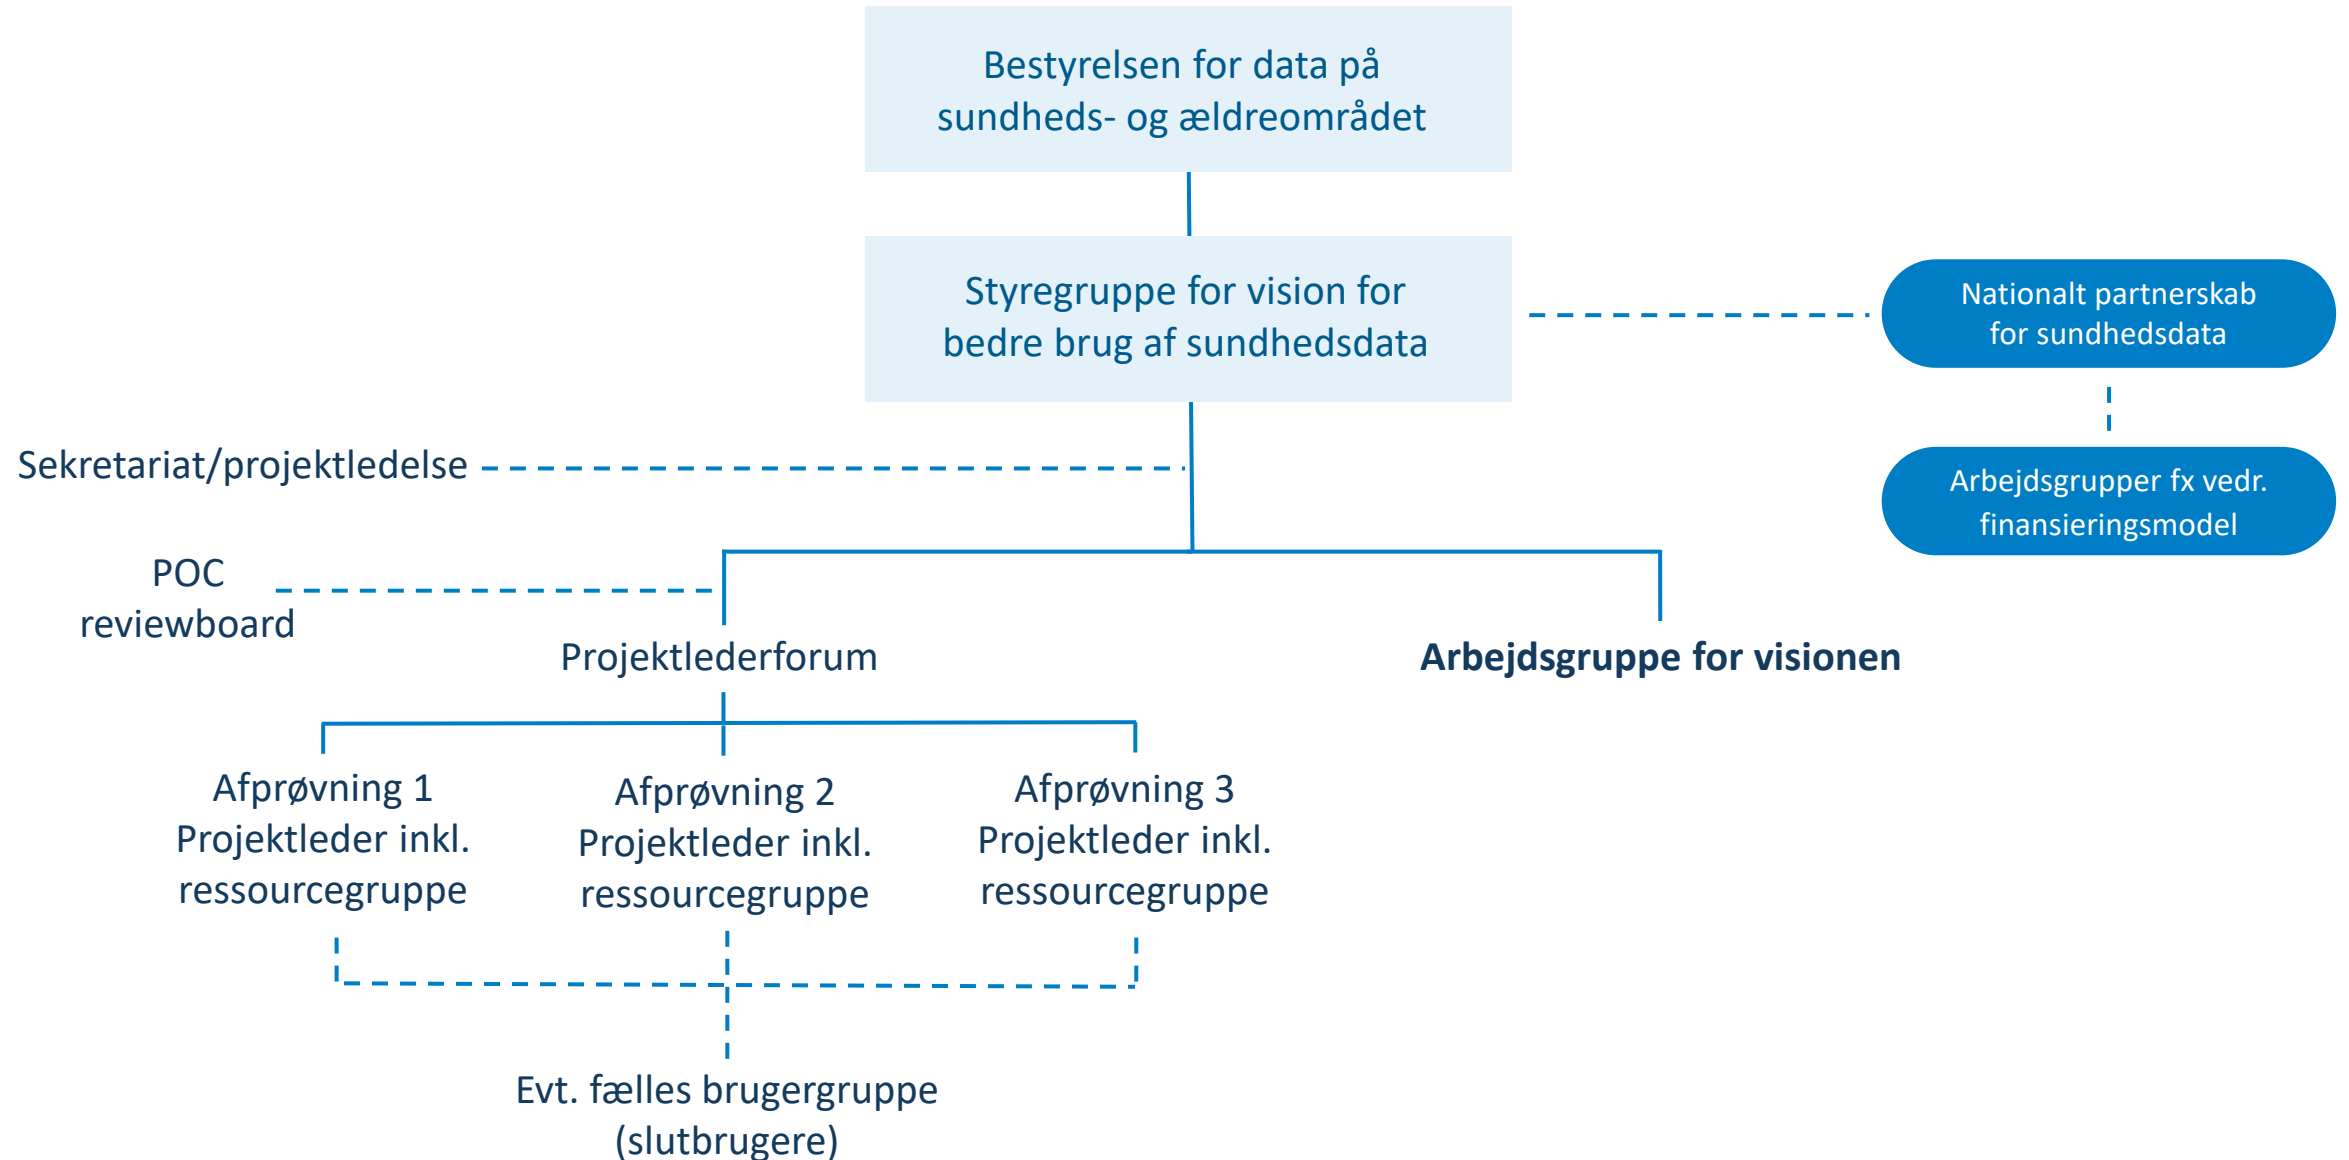 Bestyrelsen for data på
sundheds- og ældreområdet
Styregruppe for vision for
bedre brug af sundhedsdata
Nationalt partnerskab
for sundhedsdata
Sekretariat/projektledelse
Arbejdsgrupper fx vedr.
finansieringsmodel
POC
reviewboard
Projektlederforum
Arbejdsgruppe for visionen
Afprøvning 1
Projektleder inkl.
ressourcegruppe
Afprøvning 2
Projektleder inkl.
ressourcegruppe
Afprøvning 3
Projektleder inkl.
ressourcegruppe
Evt. fælles brugergruppe
(slutbrugere)